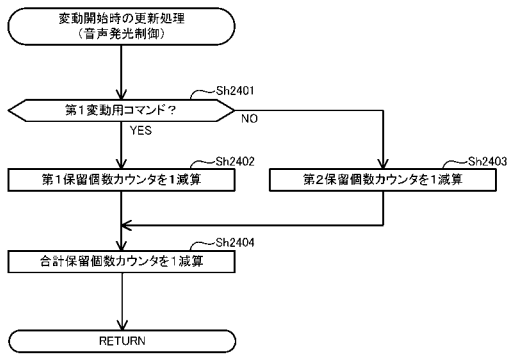 変動開始時の更新処理
(音声発光制御)
Sh2401
第1変動用コマンド?
YES
NO
Sh2402
第1保留個数カウンタを1減算
Sh2403
第2保留個数カウンタを1減算
Sh2404
合計保留個数カウンタを1減算
RETURN